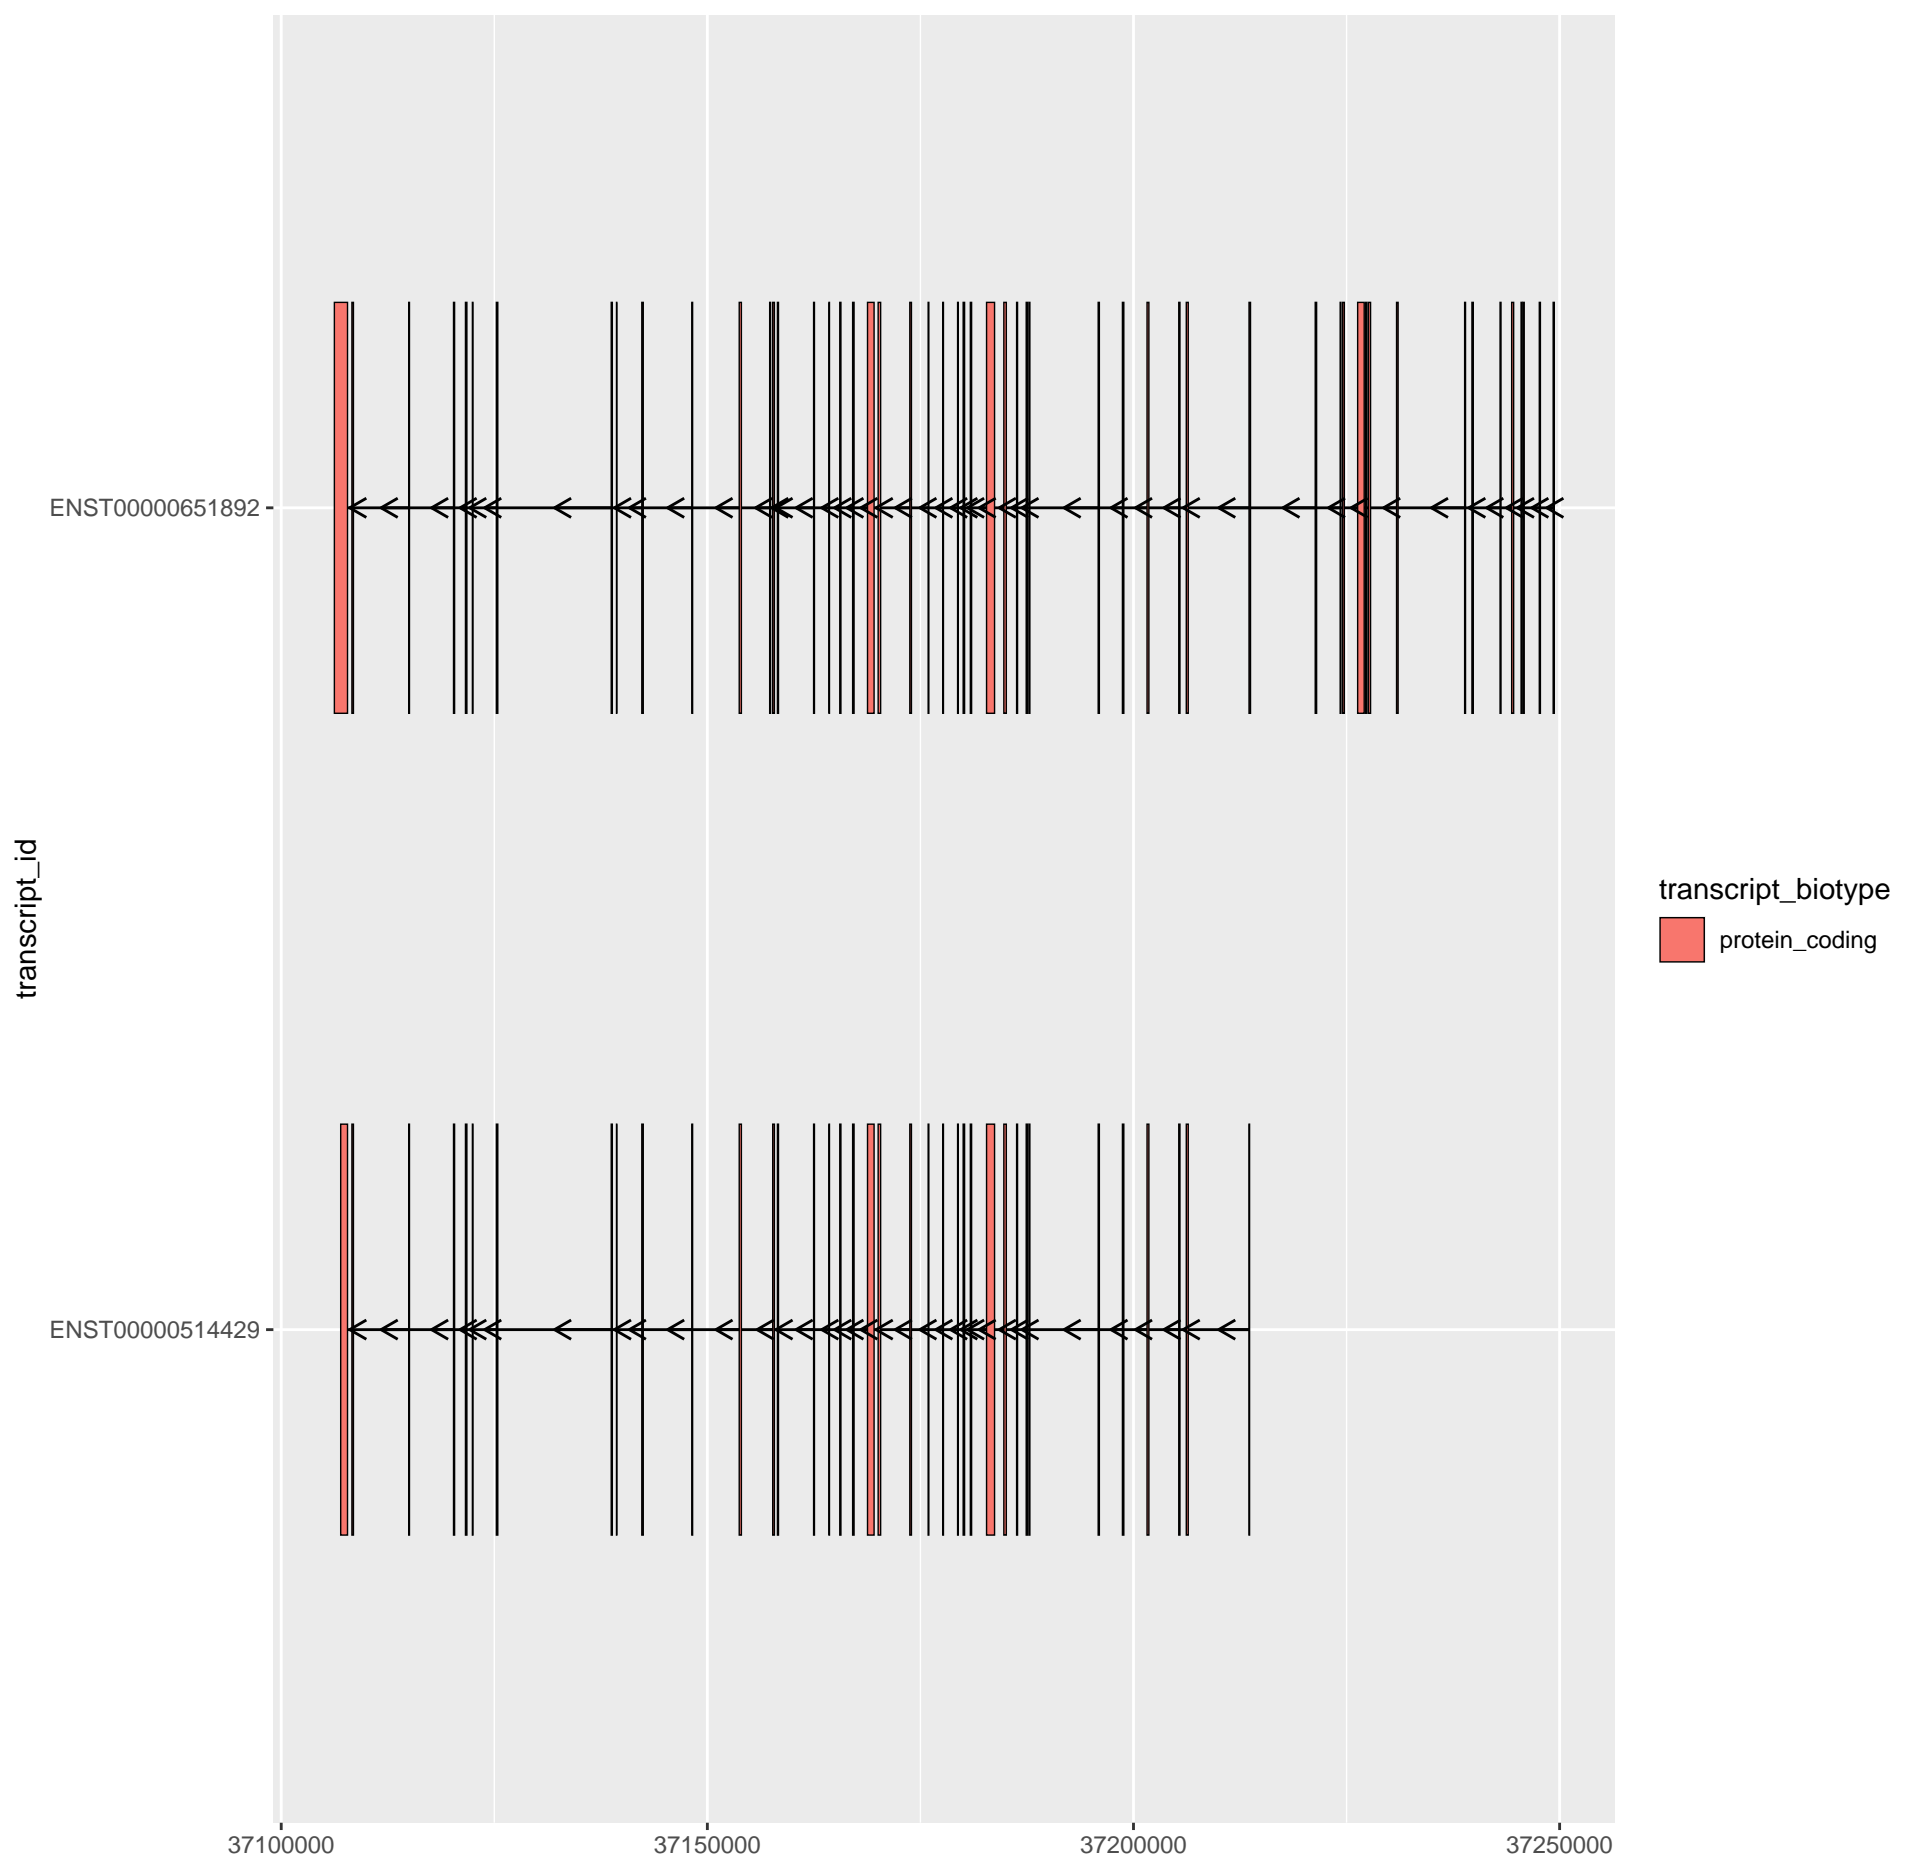 ENST00000651892
ENST00000514429
transcript_id
37100000
37150000
37200000
37250000
transcript_biotype
protein_coding